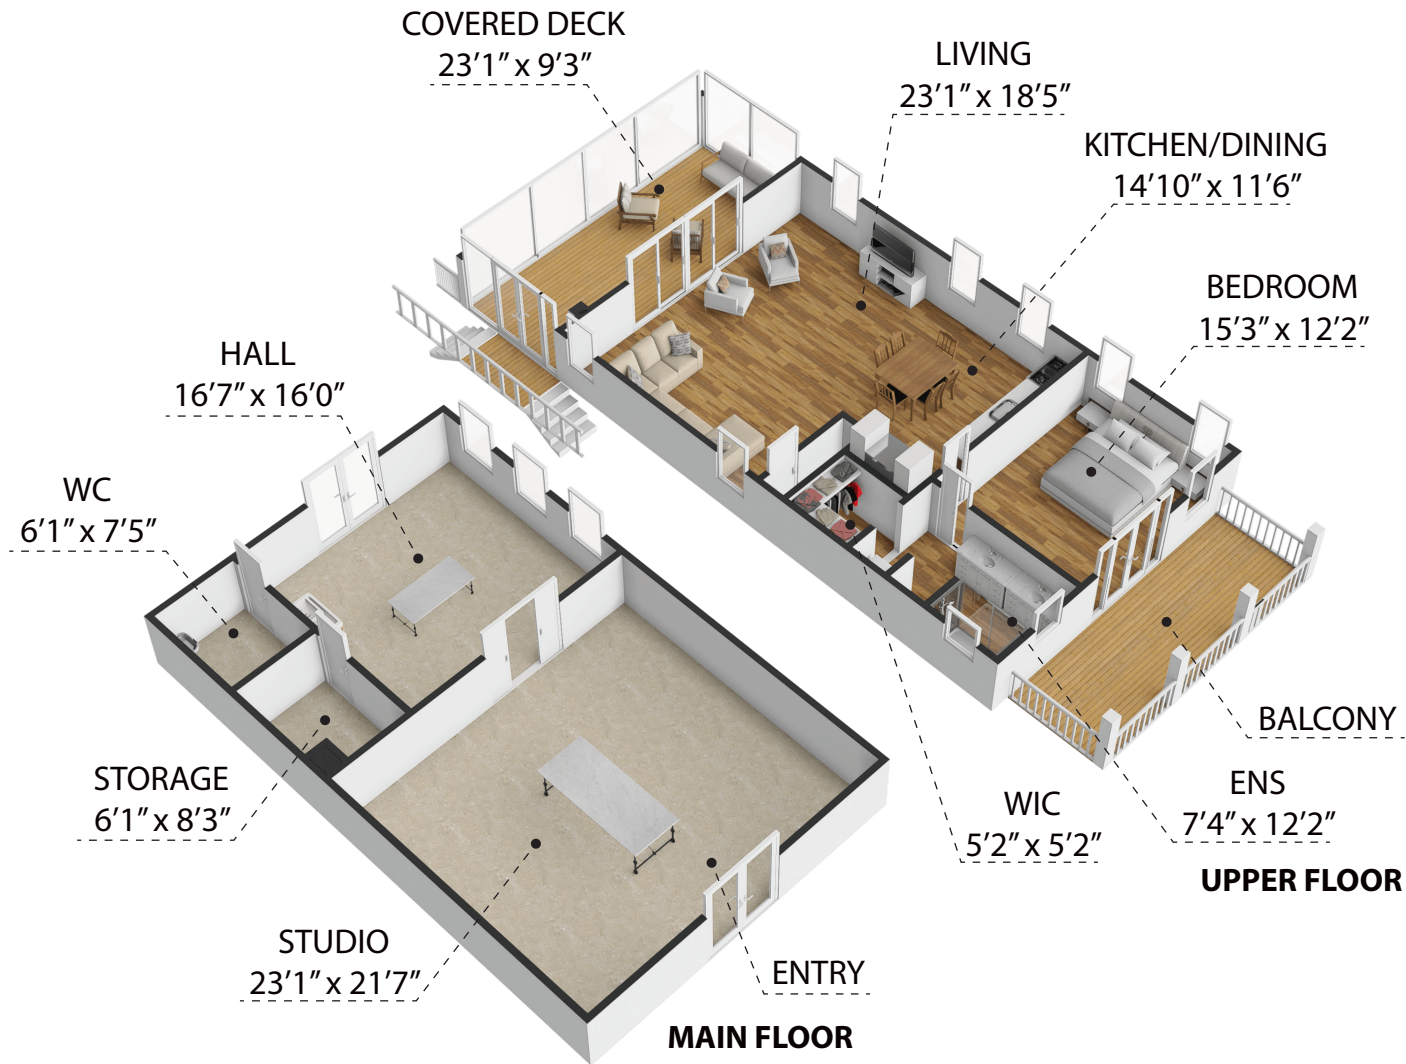 COVERED DECK
23'1" x 9'3"
LIVING
23'1" x 18'5"
KITCHEN/DINING
14'10" x 11'6"
BEDROOM
15'3" x 12'2"
HALL
16'7" x 16'0"
WC
6'1" x 7'5"
STORAGE
6'1" x 8'3"
STUDIO
23'1" x 21'7"
ENTRY
MAIN FLOOR
BALCONY
ENS
7'4" x 12'2"
WIC
5'2" x 5'2"
UPPER FLOOR